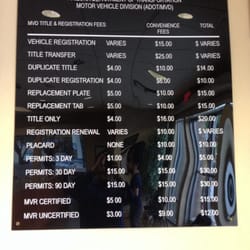 MOTOR VEHICLE DIVISION (ADOT/MVD)
MVD TITLE & REGISTRATION FEES CONVENIENCE FEES TOTAL
VEHICLE REGISTRATION VARIES $15.00 $ VARIES
TITLE TRANSFER VARIES $25.00 $ VARIES
DUPLICATE TITLE $4.00 $10.00 $14.00
DUPLICATE REGISTRATION $4.00 $5.00
REPLACEMENT PLATE $5.00 $10.00 $15.00
REPLACEMENT TAB $5.00 $10.00 $15.00
TITLE ONLY $4.00 $16.00 $20.00
REGISTRATION RENEWAL VARIES $10.00 $ VARIES
PLACARD NONE $10.00 $10.00
PERMITS: 3 DAY $1.00 $4.00 $5.00
PERMITS: 30 DAY $15.00 $15.00 $30.00
PERMITS: 90 DAY $15.00 $15.00 $30.00
MVR CERTIFIED $5.00 $10.00 $15.00
MVR UNCERTIFIED $3.00 $9.00 $12.00